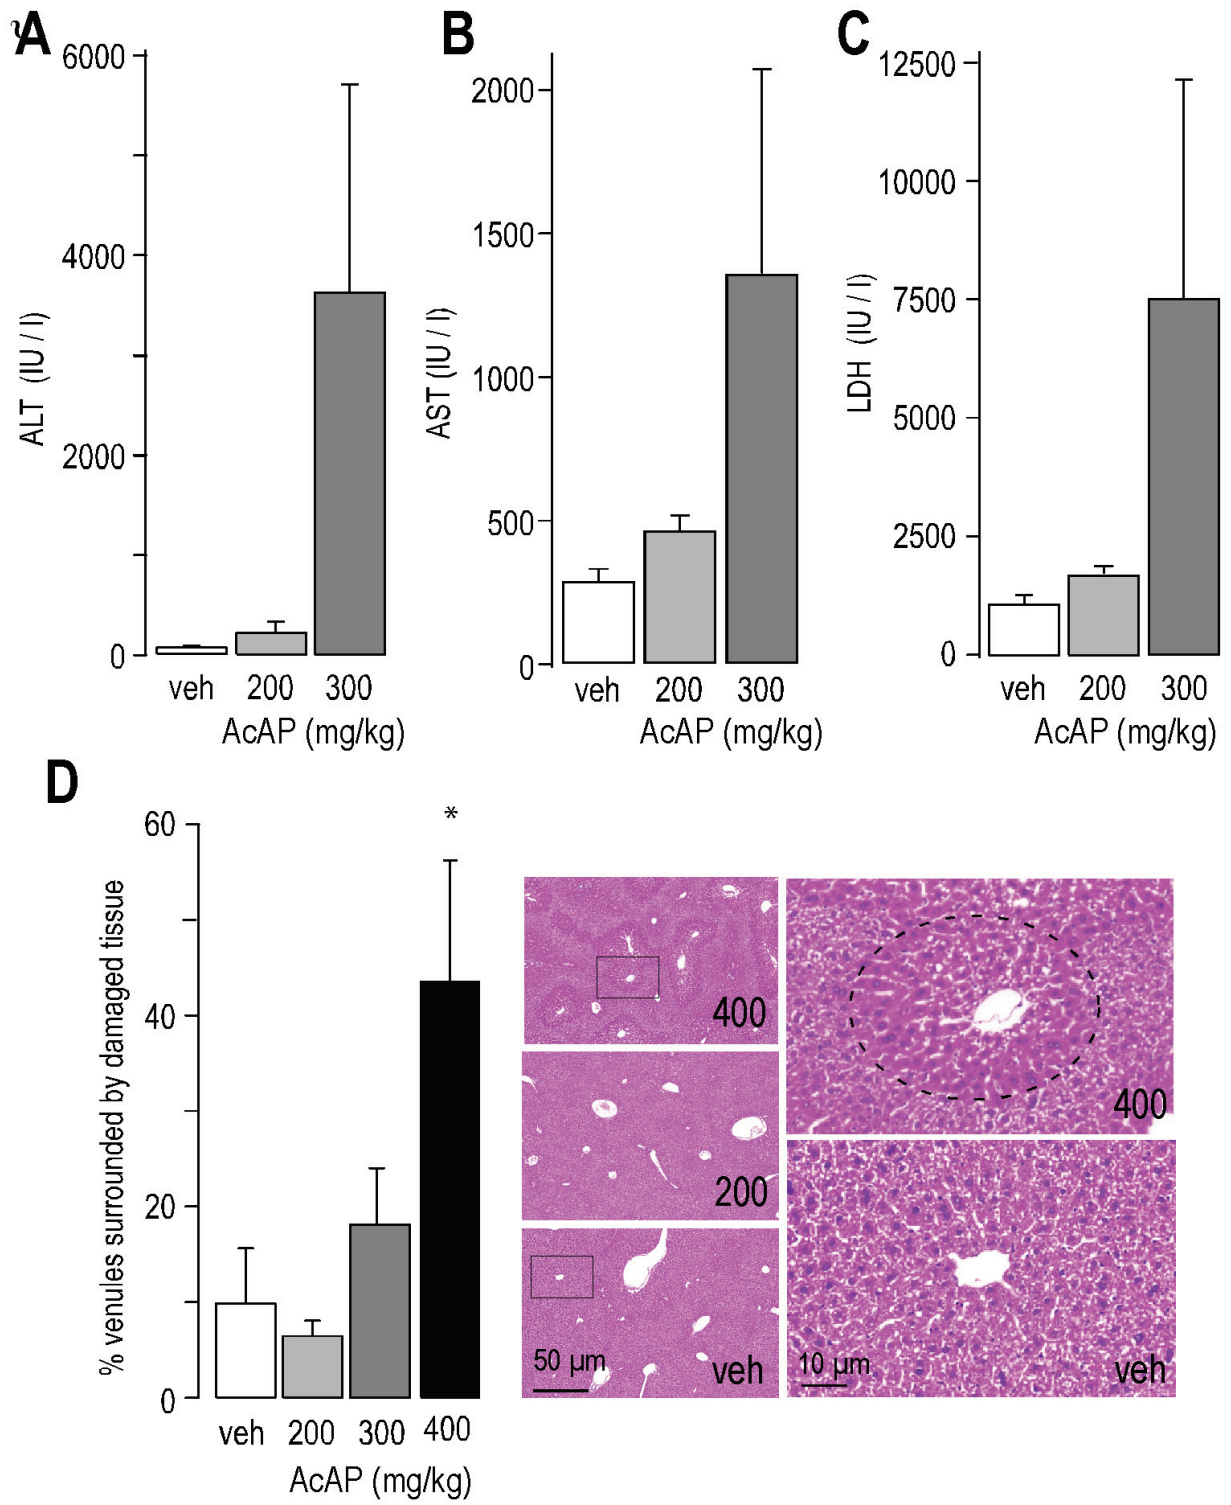 A
6000
4000
2000
0
ALT (IU / l)
veh 200 300
AcAP (mg/kg)
B
2000
1500
1000
500
0
AST (IU / l)
veh 200 300
AcAP (mg/kg)
C
12500
10000
7500
5000
2500
0
LDH (IU / l)
veh 200 300
AcAP (mg/kg)
D
60
40
20
0
% venules surrounded by damaged tissue
*
veh 200 300 400
AcAP (mg/kg)
400
200
50 µm
veh
400
10 µm
veh